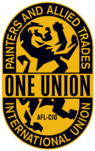 PAINTERS AND ALLIED TRADES
ONE UNION
AFL-CIO
INTERNATIONAL UNION